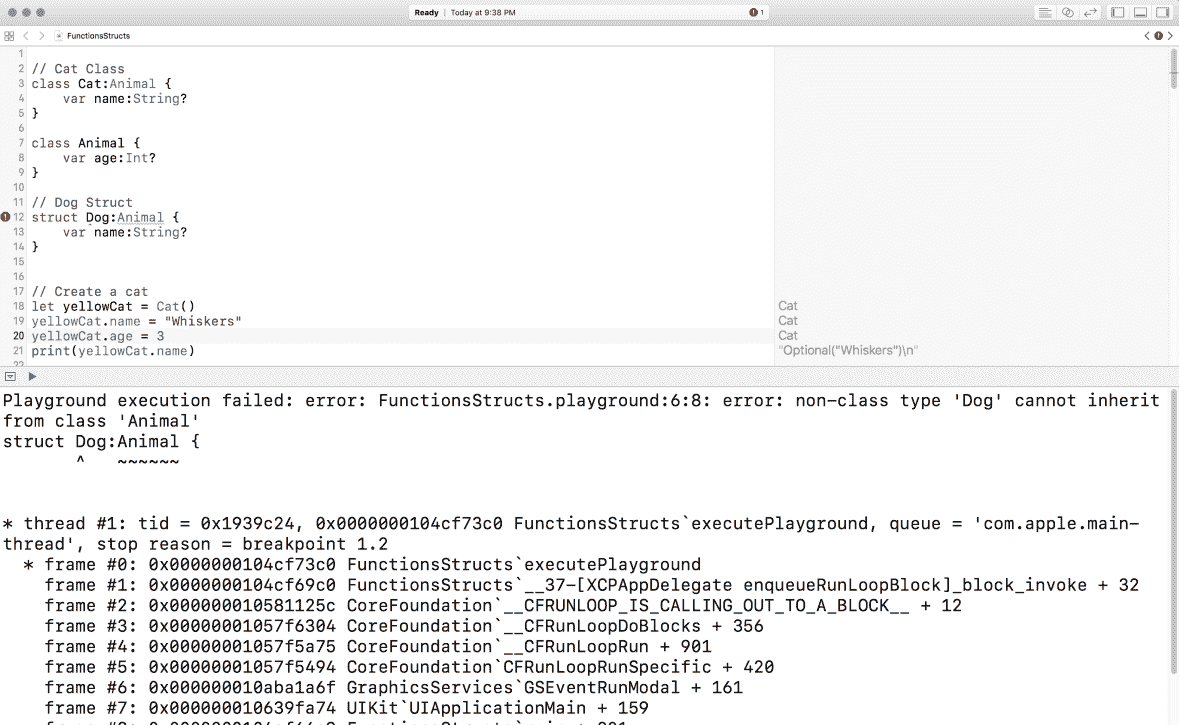 Ready | Today at 9:38 PM
1
FunctionsStructs
1
2 // Cat Class
3 class Cat:Animal {
4     var name:String?
5 }
6
7 class Animal {
8     var age:Int?
9 }
10
11 // Dog Struct
12 struct Dog:Animal {
13     var name:String?
14 }
15
16
17 // Create a cat
18 let yellowCat = Cat()    Cat
19 yellowCat.name = "Whiskers"    Cat
20 yellowCat.age = 3    Cat
21 print(yellowCat.name)    "Optional("Whiskers")\n"
22
Playground execution failed: error: FunctionsStructs.playground:6:8: error: non-class type 'Dog' cannot inherit
from class 'Animal'
struct Dog:Animal {
       ^   ~~~~~~
* thread #1: tid = 0x1939c24, 0x0000000104cf73c0 FunctionsStructs`executePlayground, queue = 'com.apple.main-
thread', stop reason = breakpoint 1.2
  * frame #0: 0x0000000104cf73c0 FunctionsStructs`executePlayground
    frame #1: 0x0000000104cf69c0 FunctionsStructs`__37-[XCPAppDelegate enqueueRunLoopBlock]_block_invoke + 32
    frame #2: 0x000000010581125c CoreFoundation`__CFRUNLOOP_IS_CALLING_OUT_TO_A_BLOCK__ + 12
    frame #3: 0x00000001057f6304 CoreFoundation`__CFRunLoopDoBlocks + 356
    frame #4: 0x00000001057f5a75 CoreFoundation`__CFRunLoopRun + 901
    frame #5: 0x00000001057f5494 CoreFoundation`CFRunLoopRunSpecific + 420
    frame #6: 0x000000010aba1a6f GraphicsServices`GSEventRunModal + 161
    frame #7: 0x000000010639fa74 UIKit`UIApplicationMain + 159